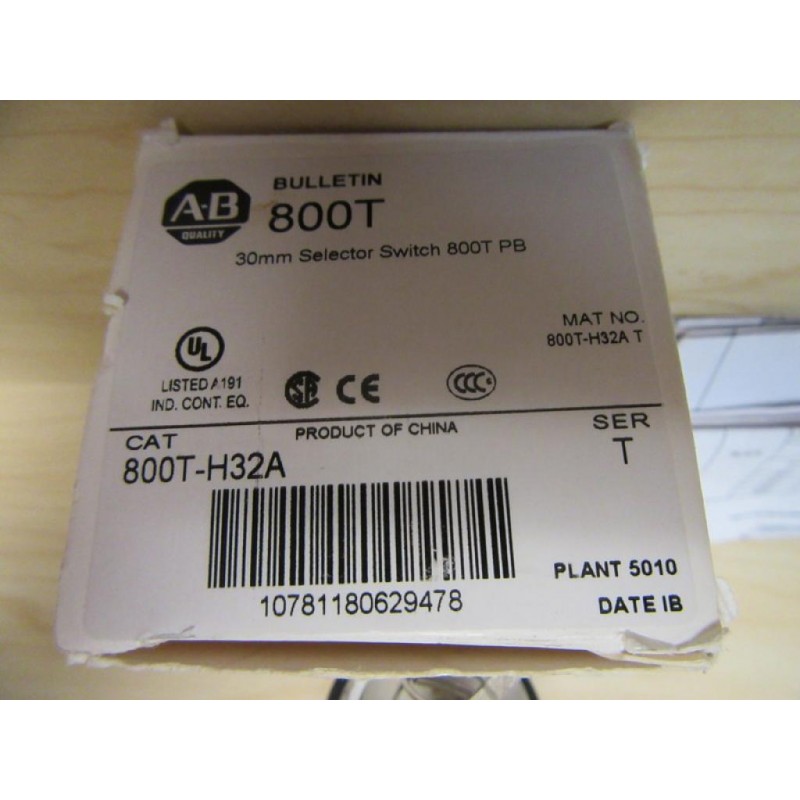 A-B
QUALITY
BULLETIN
800T
30mm Selector Switch 800T PB
MAT NO.
800T-H32A T
UL
LISTED A191
IND. CONT. EQ.
CE
CCC
PRODUCT OF CHINA
CAT
800T-H32A
SER
T
10781180629478
PLANT 5010
DATE IB